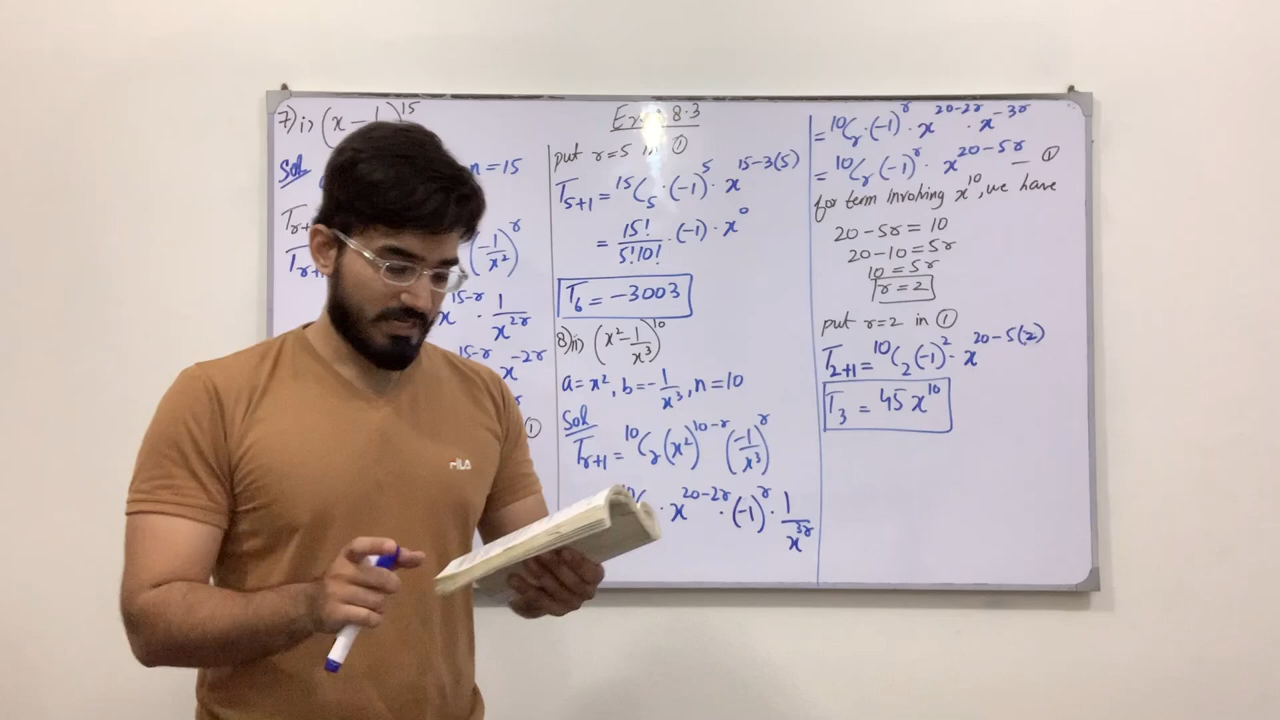 7) i) (x - 1)^15
Sol n = 15
T_r+
T_r+1 (-1/x²)^r
x^15-r · 1/x^2r
15-r x^-2r
r
①
Ex 8.3
put r=5 in ①
T_5+1 = ^15C_5 · (-1)^5 · x^15-3(5)
= 15!/5!10! · (-1) · x^0
T_6 = -3003
8) ii) (x² - 1/x³)^10
a = x², b = -1/x³, n = 10
Sol
T_r+1 = ^10C_r (x²)^10-r (-1/x³)^r
· x^20-2r · (-1)^r · 1/x^3r
= ^10C_r · (-1)^r · x^20-2r · x^-3r
= ^10C_r (-1)^r · x^20-5r — ①
for term involving x^10, we have
20 - 5r = 10
20 - 10 = 5r
10 = 5r
r = 2
put r=2 in ①
T_2+1 = ^10C_2 (-1)^2 · x^20-5(2)
T_3 = 45 x^10
FILA